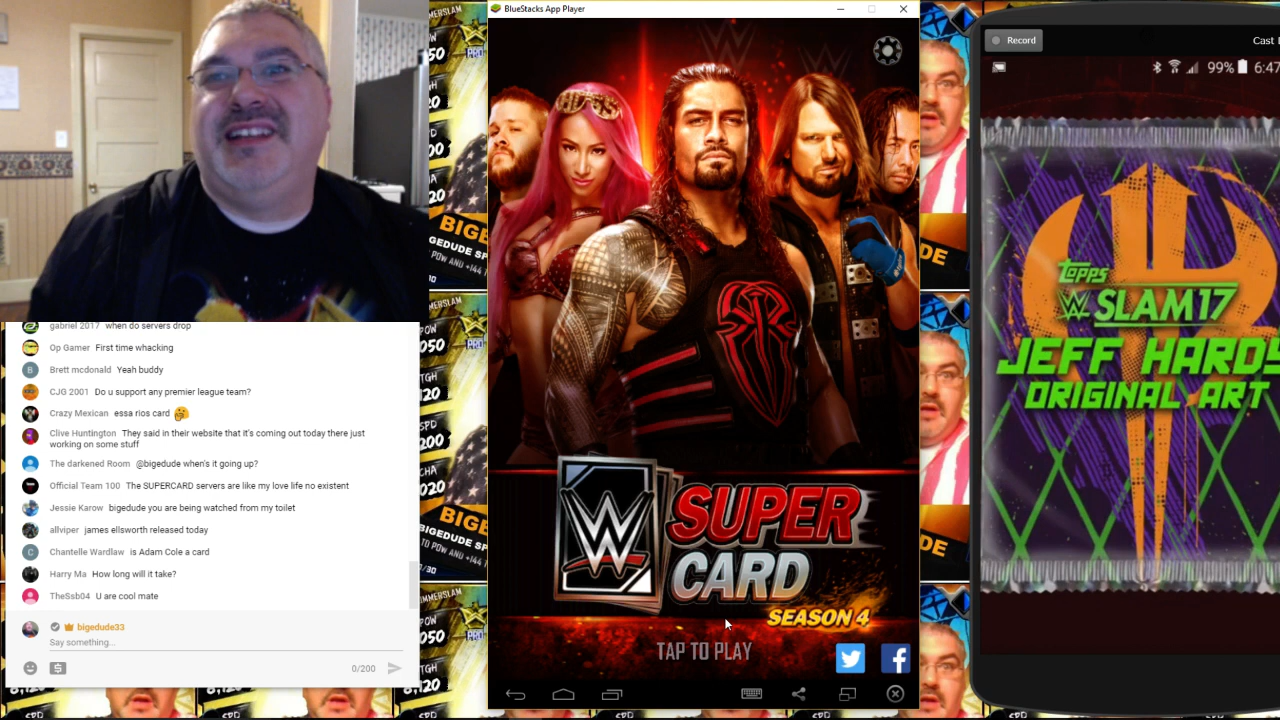 BlueStacks App Player
Record
Cast
99%
6:47
gabriel 2017 when do servers drop
Op Gamer First time whacking
B Brett mcdonald Yeah buddy
CJG 2001 Do u support any premier league team?
Crazy Mexican essa rios card 🤔
Clive Huntington They said in their website that it's coming out today there just
working on some stuff
The darkened Room @bigedude when's it going up?
Official Team 100 The SUPERCARD servers are like my love life no existent
Jessie Karow bigedude you are being watched from my toilet
allviper james ellsworth released today
C Chantelle Wardlaw is Adam Cole a card
Harry Ma How long will it take?
TheSsb04 U are cool mate
bigedude33
Say something...
0/200
W
SUPER
CARD
SEASON 4
TAP TO PLAY
Topps
W SLAM17
JEFF HARDY
ORIGINAL ART